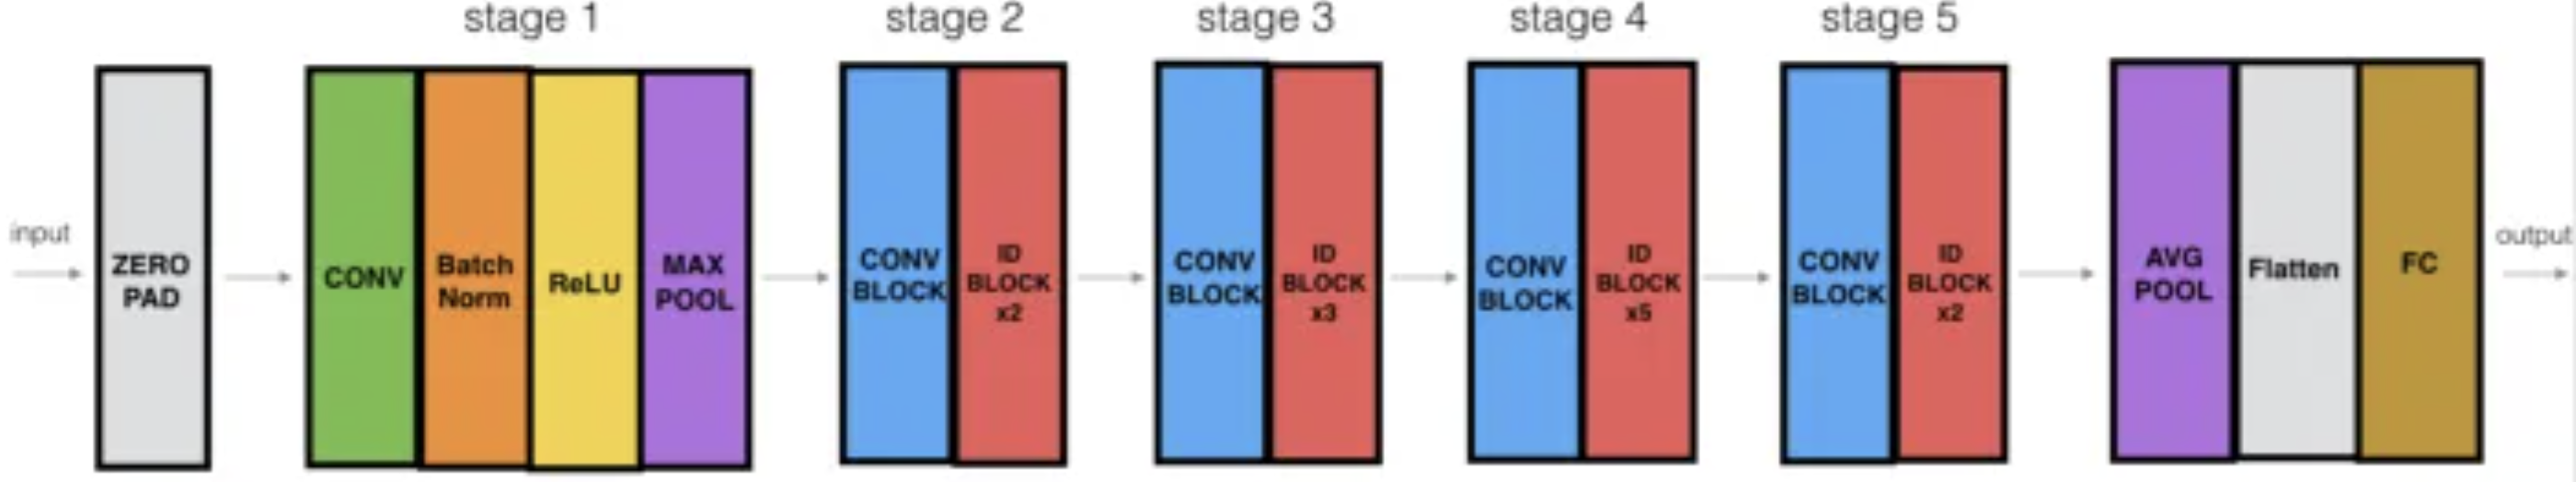 stage 1
stage 2
stage 3
stage 4
stage 5
input
ZERO
PAD
CONV
Batch
Norm
ReLU
MAX
POOL
CONV
BLOCK
ID
BLOCK
x2
CONV
BLOCK
ID
BLOCK
x3
CONV
BLOCK
ID
BLOCK
x5
CONV
BLOCK
ID
BLOCK
x2
AVG
POOL
Flatten
FC
output